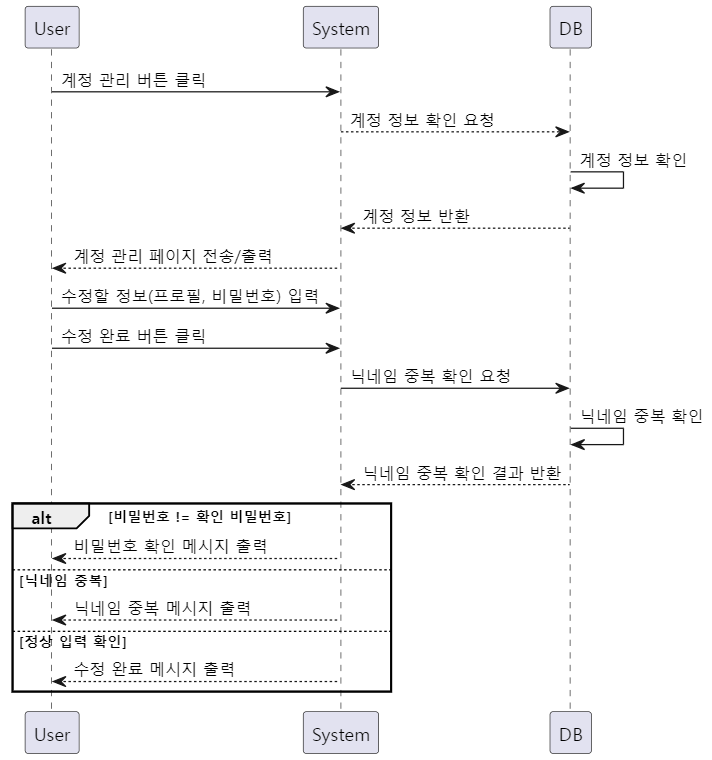 User System DB
계정 관리 버튼 클릭
계정 정보 확인 요청
계정 정보 확인
계정 정보 반환
계정 관리 페이지 전송/출력
수정할 정보(프로필, 비밀번호) 입력
수정 완료 버튼 클릭
닉네임 중복 확인 요청
닉네임 중복 확인
닉네임 중복 확인 결과 반환
alt [비밀번호 != 확인 비밀번호]
비밀번호 확인 메시지 출력
[닉네임 중복]
닉네임 중복 메시지 출력
[정상 입력 확인]
수정 완료 메시지 출력
User System DB